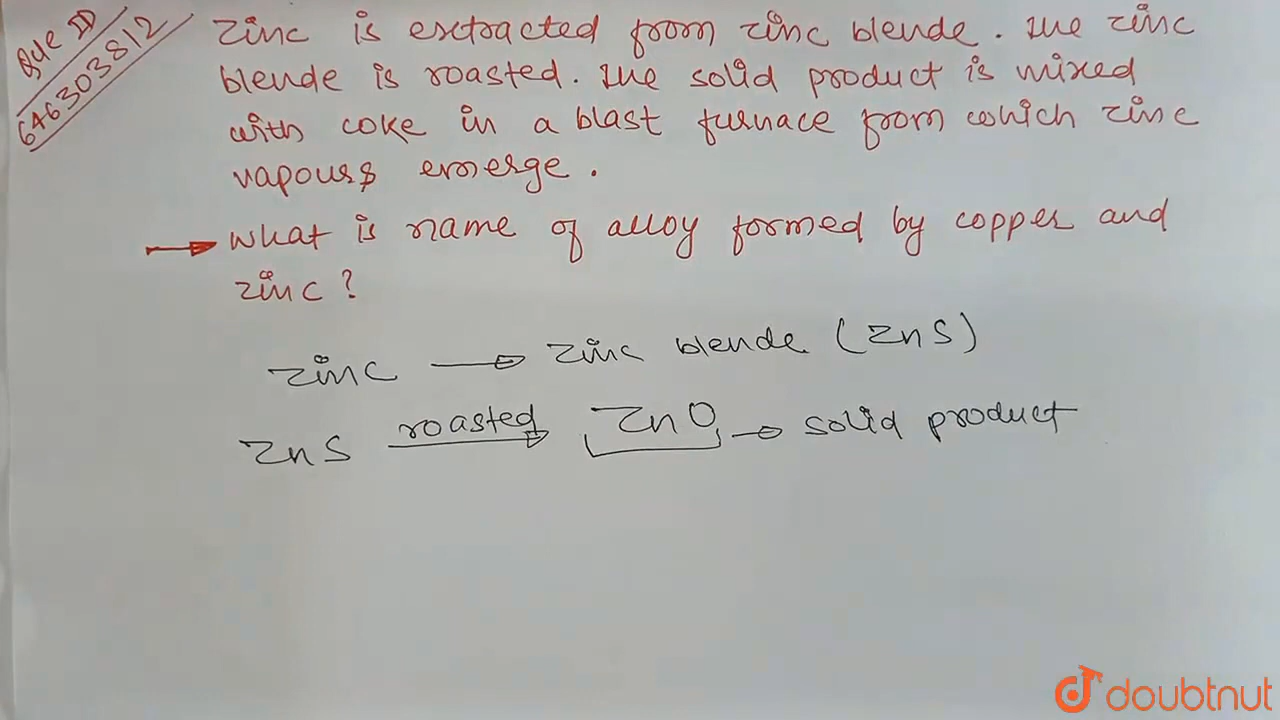 Que ID
646303812
Zinc is extracted from zinc blende. The zinc
blende is roasted. The solid product is mixed
with coke in a blast furnace from which zinc
vapours emerge.
→ What is name of alloy formed by copper and
zinc?
zinc → zinc blende (ZnS)
ZnS roasted→ ZnO → solid product
doubtnut